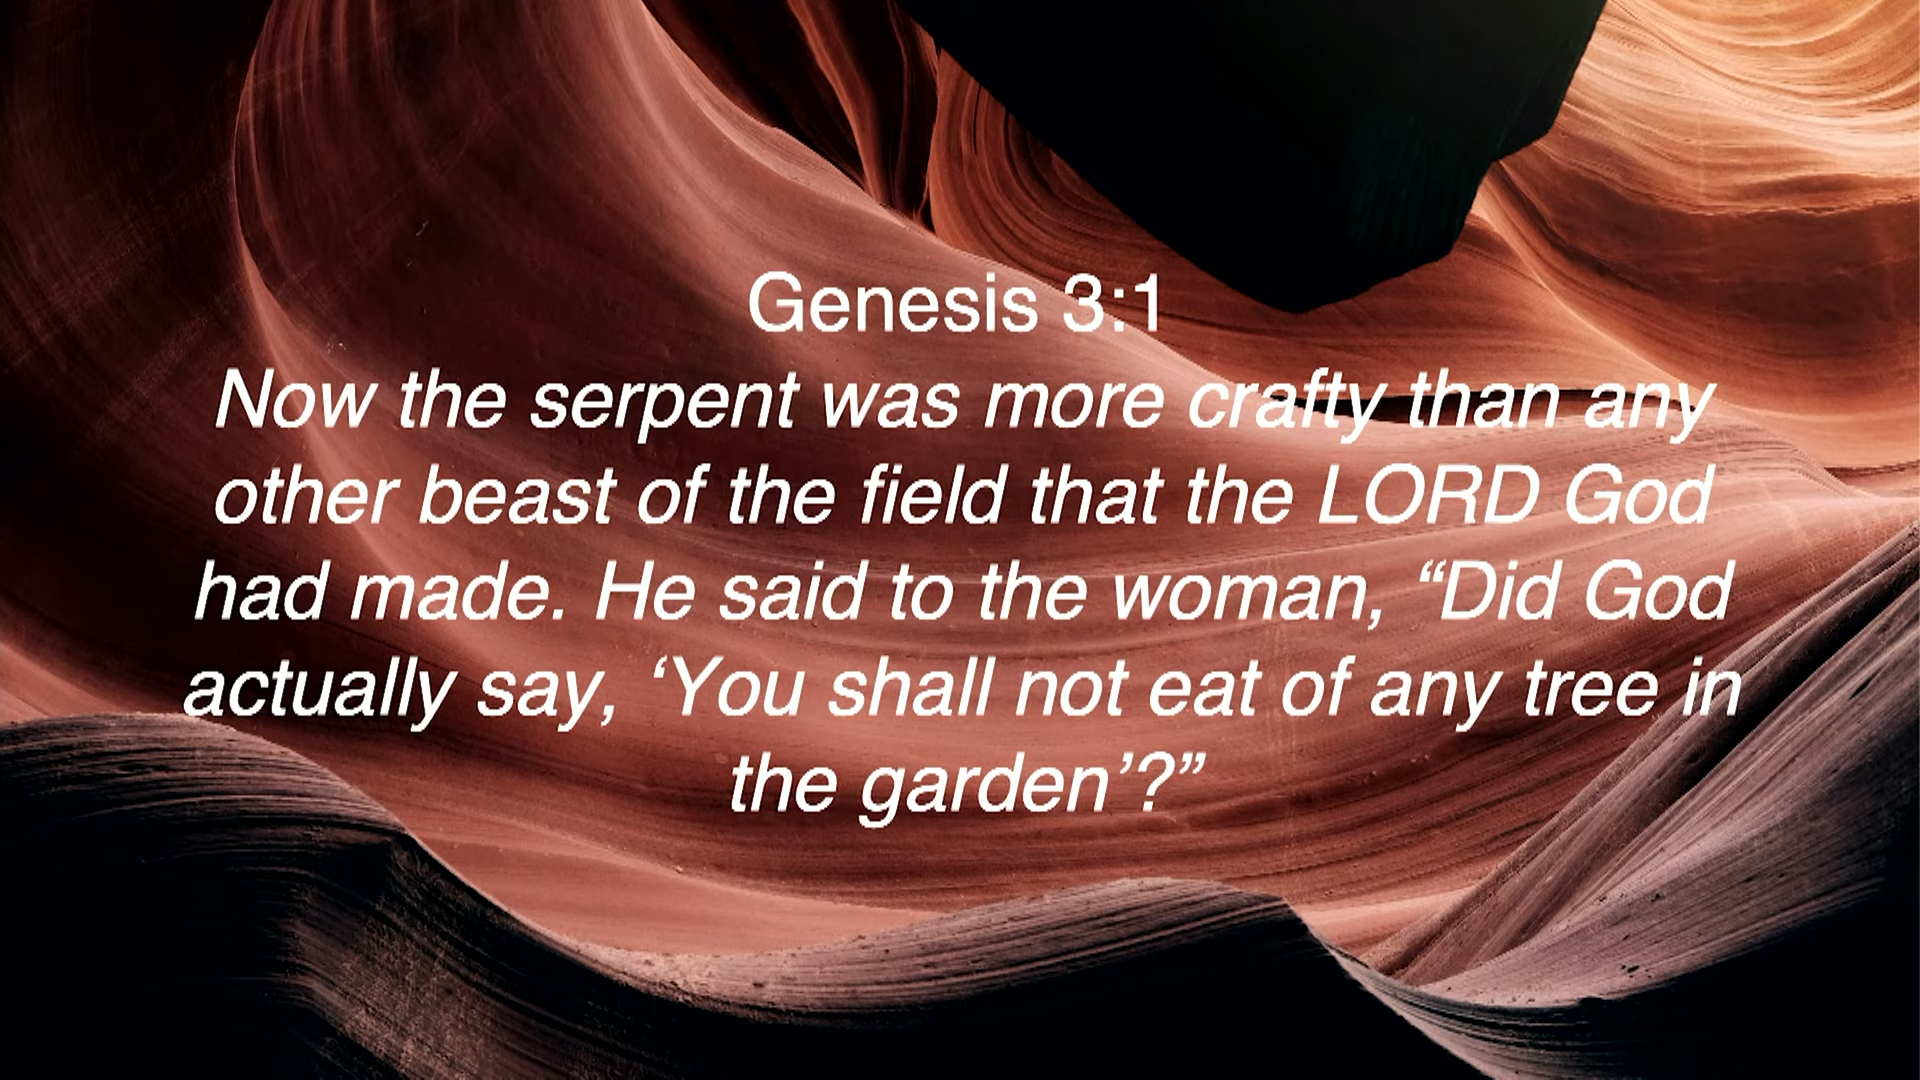 Genesis 3:1
Now the serpent was more crafty than any
other beast of the field that the LORD God
had made. He said to the woman, “Did God
actually say, ‘You shall not eat of any tree in
the garden’?”